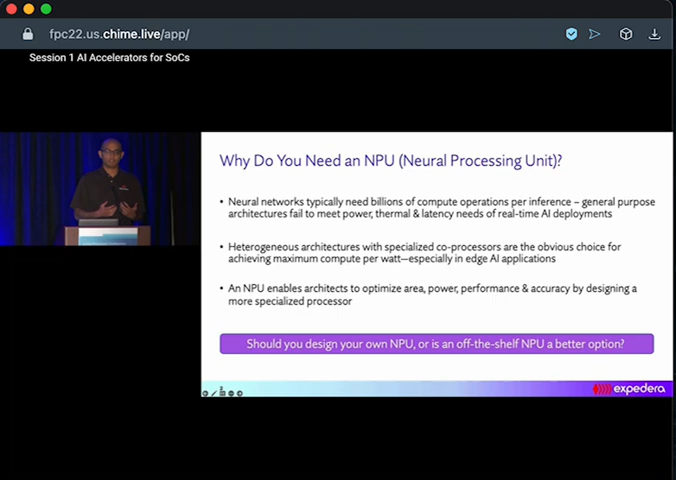 fpc22.us.chime.live/app/
Session 1 AI Accelerators for SoCs
Why Do You Need an NPU (Neural Processing Unit)?
• Neural networks typically need billions of compute operations per inference – general purpose
architectures fail to meet power, thermal & latency needs of real-time AI deployments
• Heterogeneous architectures with specialized co-processors are the obvious choice for
achieving maximum compute per watt—especially in edge AI applications
• An NPU enables architects to optimize area, power, performance & accuracy by designing a
more specialized processor
Should you design your own NPU, or is an off-the-shelf NPU a better option?
expedera